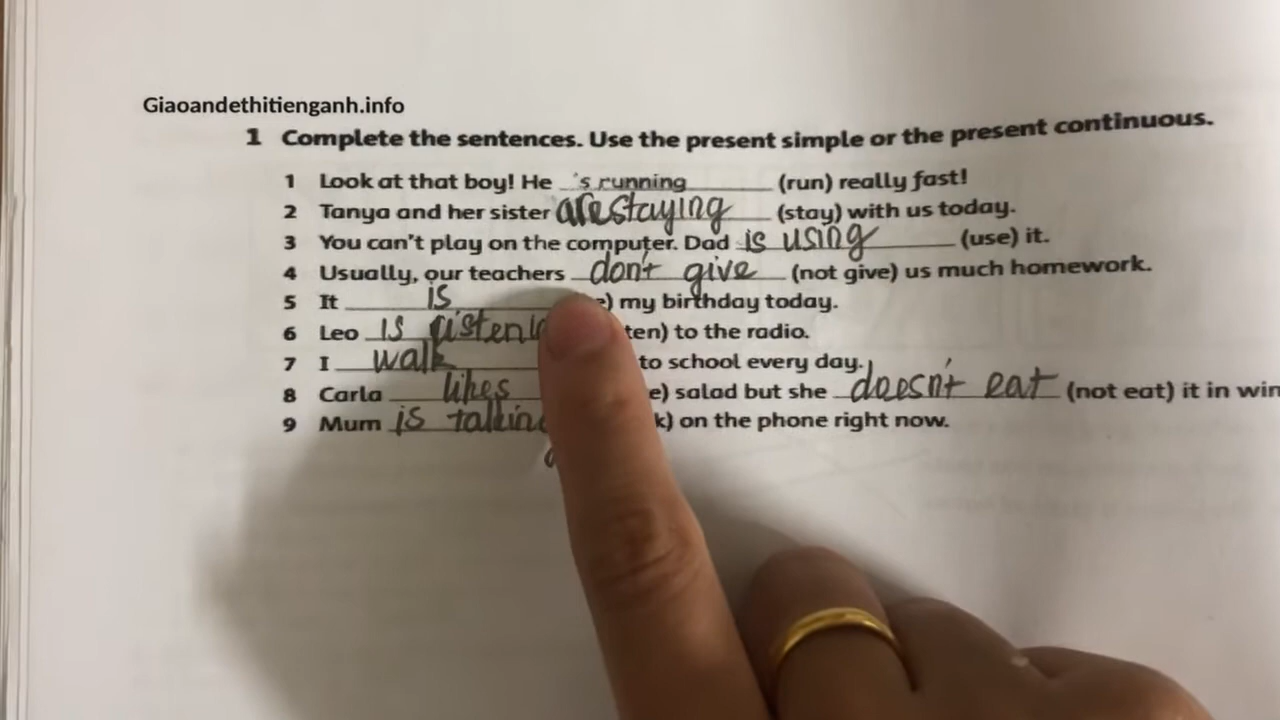 Giaoandethitienganh.info
1 Complete the sentences. Use the present simple or the present continuous.
1 Look at that boy! He 's running (run) really fast!
2 Tanya and her sister are staying (stay) with us today.
3 You can't play on the computer. Dad is using (use) it.
4 Usually, our teachers don't give (not give) us much homework.
5 It is e) my birthday today.
6 Leo is ten) to the radio.
7 I walk to school every day.
8 Carla likes e) salad but she doesn't eat (not eat) it in win
9 Mum is talkin k) on the phone right now.